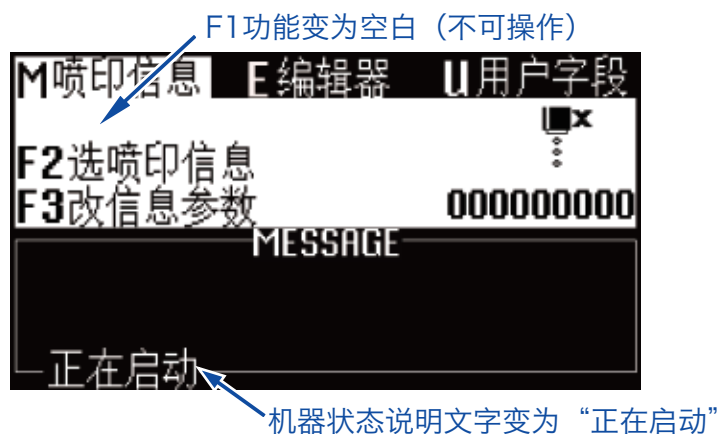 F1功能变为空白（不可操作）
M喷印信息 E编辑器 U用户字段
F2选喷印信息
F3改信息参数 000000000
MESSAGE
正在启动
机器状态说明文字变为“正在启动”